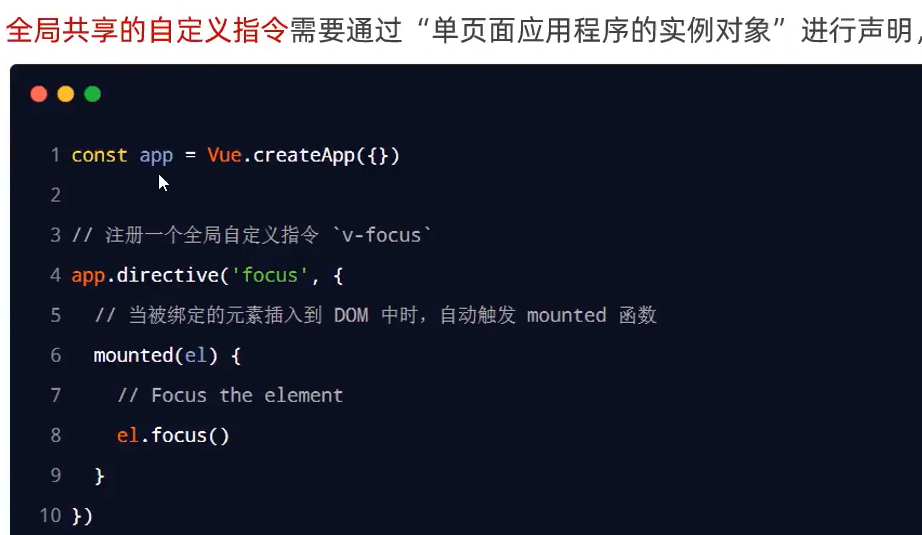 全局共享的自定义指令需要通过“单页面应用程序的实例对象”进行声明，
1 const app = Vue.createApp({})
2
3 // 注册一个全局自定义指令 `v-focus`
4 app.directive('focus', {
5   // 当被绑定的元素插入到 DOM 中时，自动触发 mounted 函数
6   mounted(el) {
7     // Focus the element
8     el.focus()
9   }
10 })